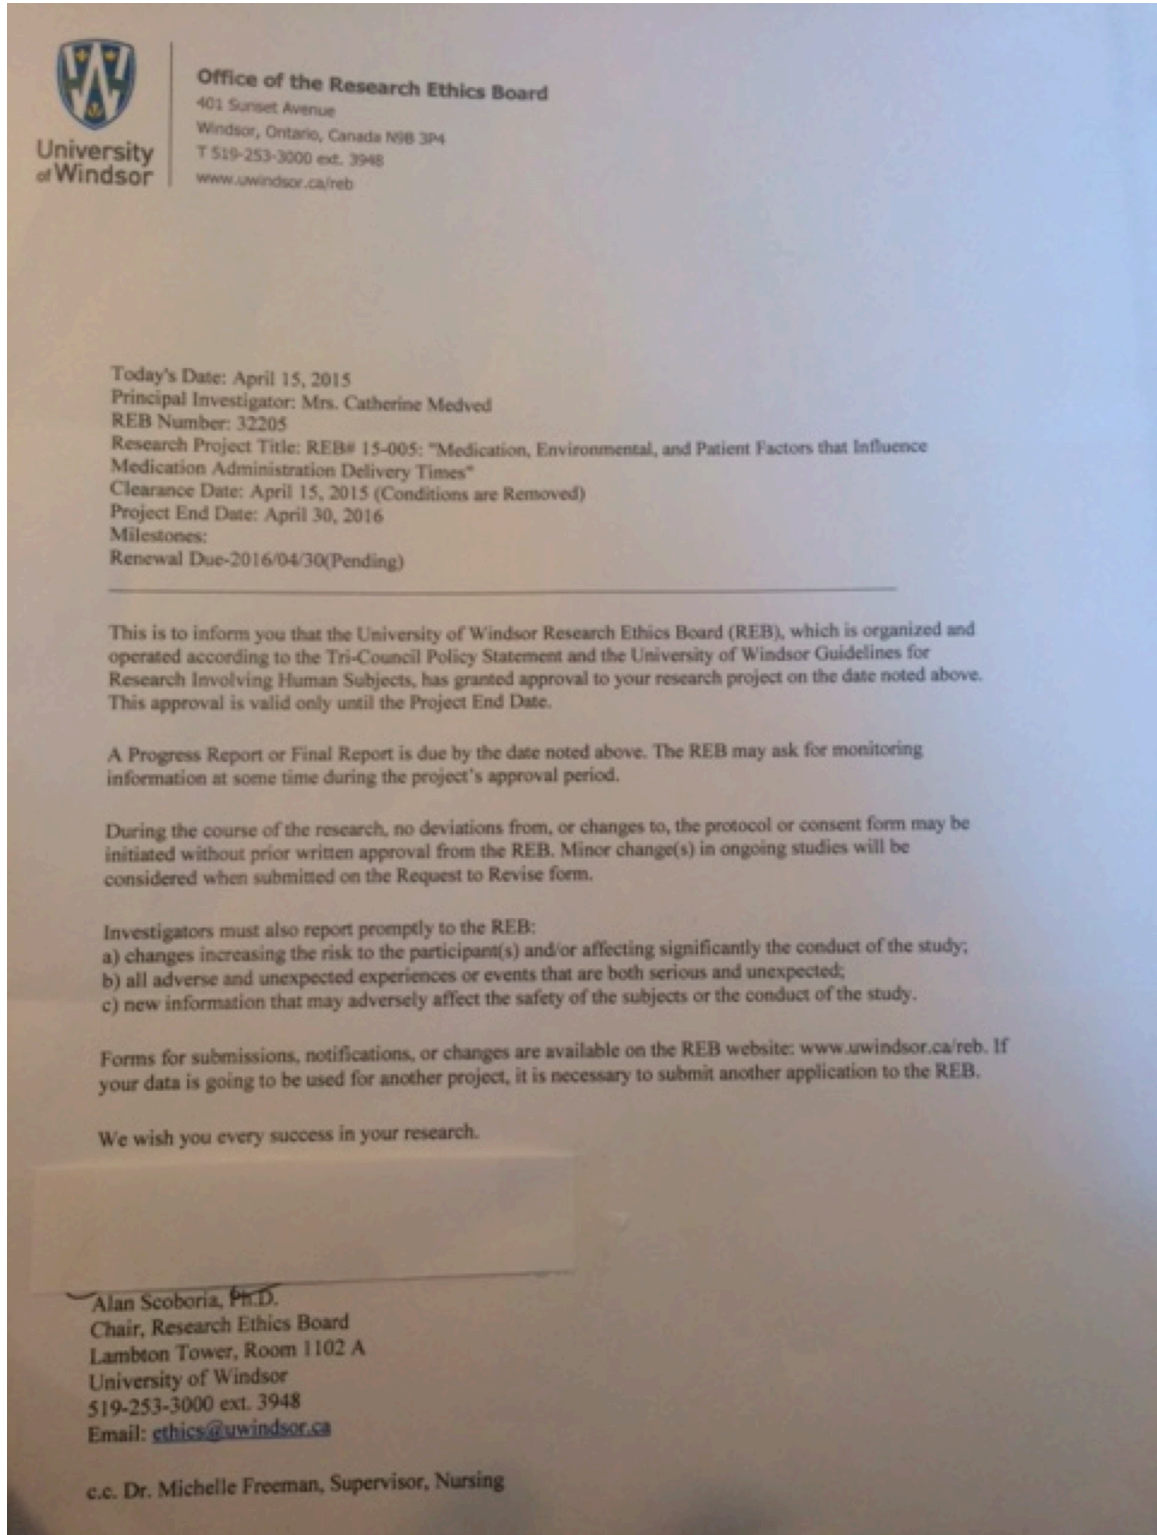 University
of Windsor
Office of the Research Ethics Board
401 Sunset Avenue
Windsor, Ontario, Canada N9B 3P4
T 519-253-3000 ext. 3948
www.uwindsor.ca/reb
Today's Date: April 15, 2015
Principal Investigator: Mrs. Catherine Medved
REB Number: 32205
Research Project Title: REB# 15-005: "Medication, Environmental, and Patient Factors that Influence
Medication Administration Delivery Times"
Clearance Date: April 15, 2015 (Conditions are Removed)
Project End Date: April 30, 2016
Milestones:
Renewal Due-2016/04/30(Pending)
This is to inform you that the University of Windsor Research Ethics Board (REB), which is organized and
operated according to the Tri-Council Policy Statement and the University of Windsor Guidelines for
Research Involving Human Subjects, has granted approval to your research project on the date noted above.
This approval is valid only until the Project End Date.
A Progress Report or Final Report is due by the date noted above. The REB may ask for monitoring
information at some time during the project's approval period.
During the course of the research, no deviations from, or changes to, the protocol or consent form may be
initiated without prior written approval from the REB. Minor change(s) in ongoing studies will be
considered when submitted on the Request to Revise form.
Investigators must also report promptly to the REB:
a) changes increasing the risk to the participant(s) and/or affecting significantly the conduct of the study;
b) all adverse and unexpected experiences or events that are both serious and unexpected;
c) new information that may adversely affect the safety of the subjects or the conduct of the study.
Forms for submissions, notifications, or changes are available on the REB website: www.uwindsor.ca/reb. If
your data is going to be used for another project, it is necessary to submit another application to the REB.
We wish you every success in your research.
Alan Scoboria, Ph.D.
Chair, Research Ethics Board
Lambton Tower, Room 1102 A
University of Windsor
519-253-3000 ext. 3948
Email: ethics@uwindsor.ca
c.c. Dr. Michelle Freeman, Supervisor, Nursing